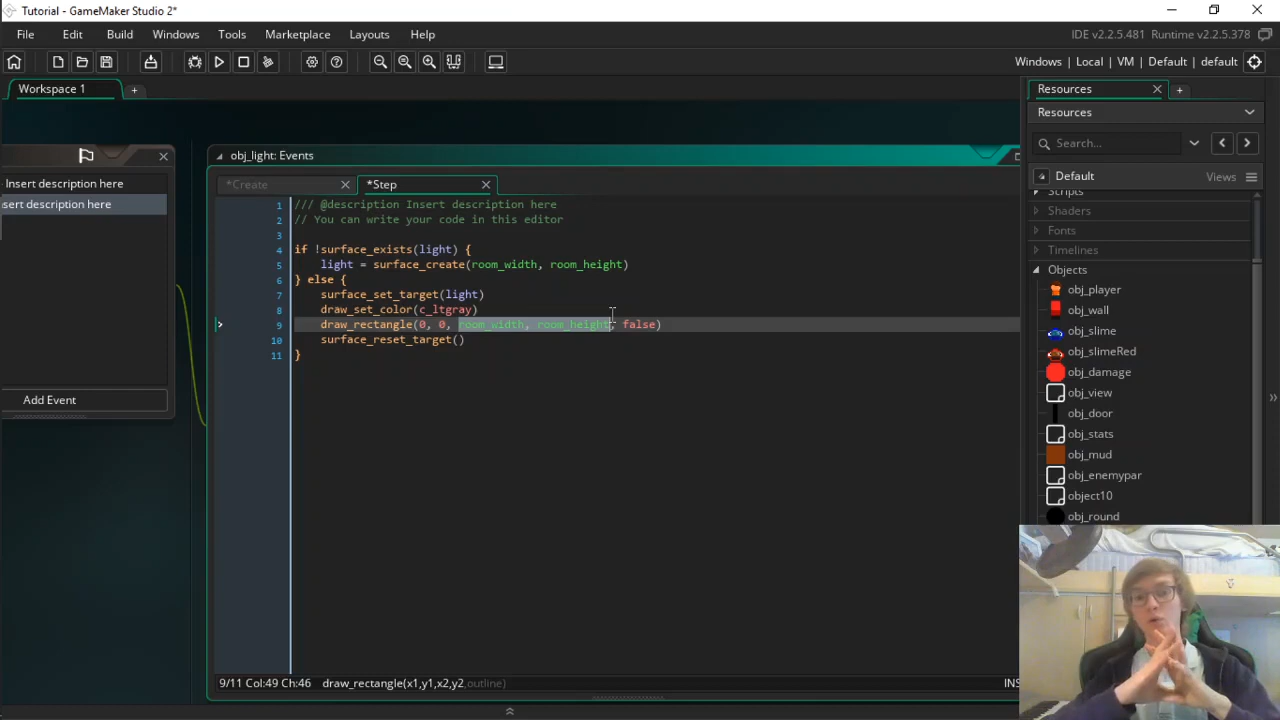 Tutorial - GameMaker Studio 2*
File Edit Build Windows Tools Marketplace Layouts Help
IDE v2.2.5.481 Runtime v2.2.5.378
Windows | Local | VM | Default | default
Workspace 1
Resources
Resources
Search...
Default
Views
Scripts
Shaders
Fonts
Timelines
Objects
obj_player
obj_wall
obj_slime
obj_slimeRed
obj_damage
obj_view
obj_door
obj_stats
obj_mud
obj_enemypar
object10
obj_round
Insert description here
sert description here
Add Event
obj_light: Events
*Create
*Step
1 /// @description Insert description here
2 // You can write your code in this editor
3
4 if !surface_exists(light) {
5 light = surface_create(room_width, room_height)
6 } else {
7 surface_set_target(light)
8 draw_set_color(c_ltgray)
9 draw_rectangle(0, 0, room_width, room_height, false)
10 surface_reset_target()
11 }
9/11 Col:49 Ch:46 draw_rectangle(x1,y1,x2,y2,outline)
INS